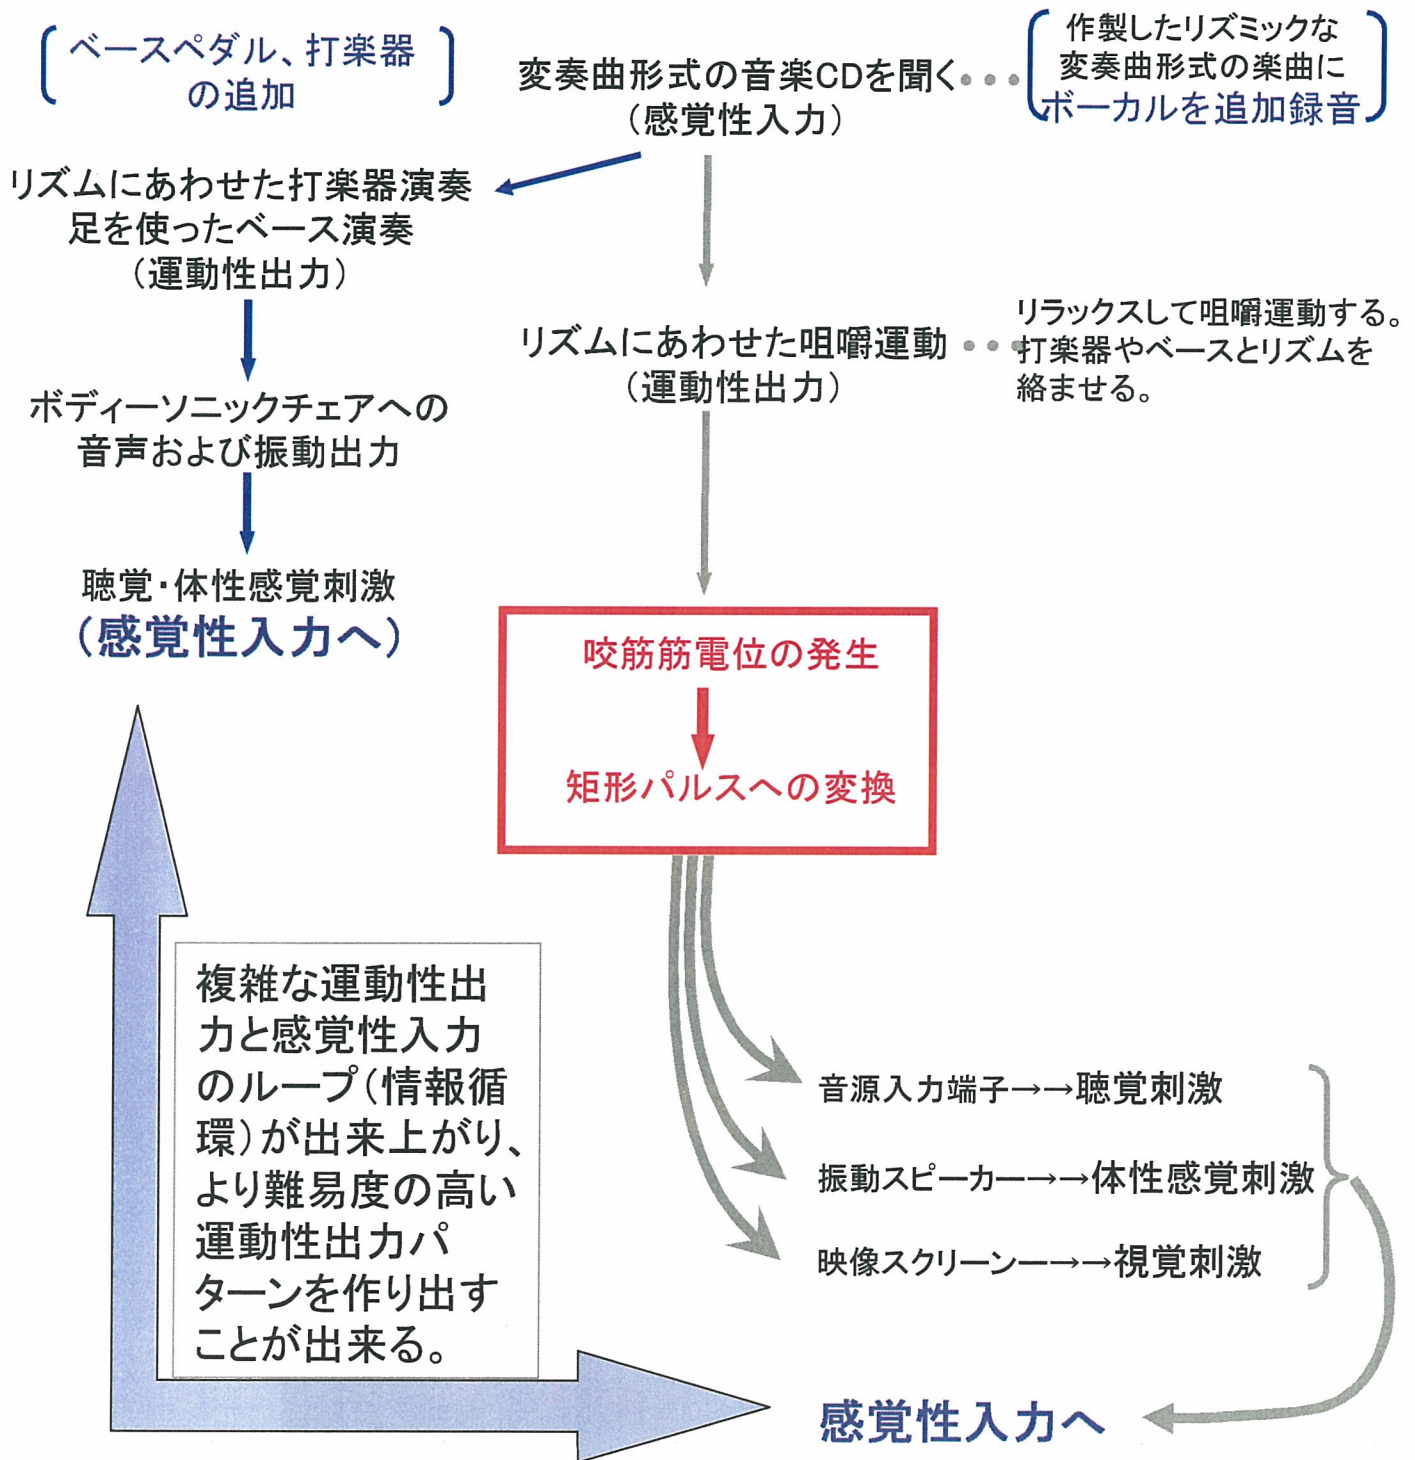 ベースペダル、打楽器
の追加
変奏曲形式の音楽CDを聞く
(感覚性入力)
作製したリズミックな
変奏曲形式の楽曲に
ボーカルを追加録音
リズムにあわせた打楽器演奏
足を使ったベース演奏
(運動性出力)
リズムにあわせた咀嚼運動
(運動性出力)
リラックスして咀嚼運動する。
打楽器やベースとリズムを
絡ませる。
ボディーソニックチェアへの
音声および振動出力
聴覚・体性感覚刺激
(感覚性入力へ)
咬筋筋電位の発生
矩形パルスへの変換
複雑な運動性出
力と感覚性入力
のループ(情報循
環)が出来上がり、
より難易度の高い
運動性出力パ
ターンを作り出す
ことが出来る。
音源入力端子→→聴覚刺激
振動スピーカー→→体性感覚刺激
映像スクリーンー→→視覚刺激
感覚性入力へ